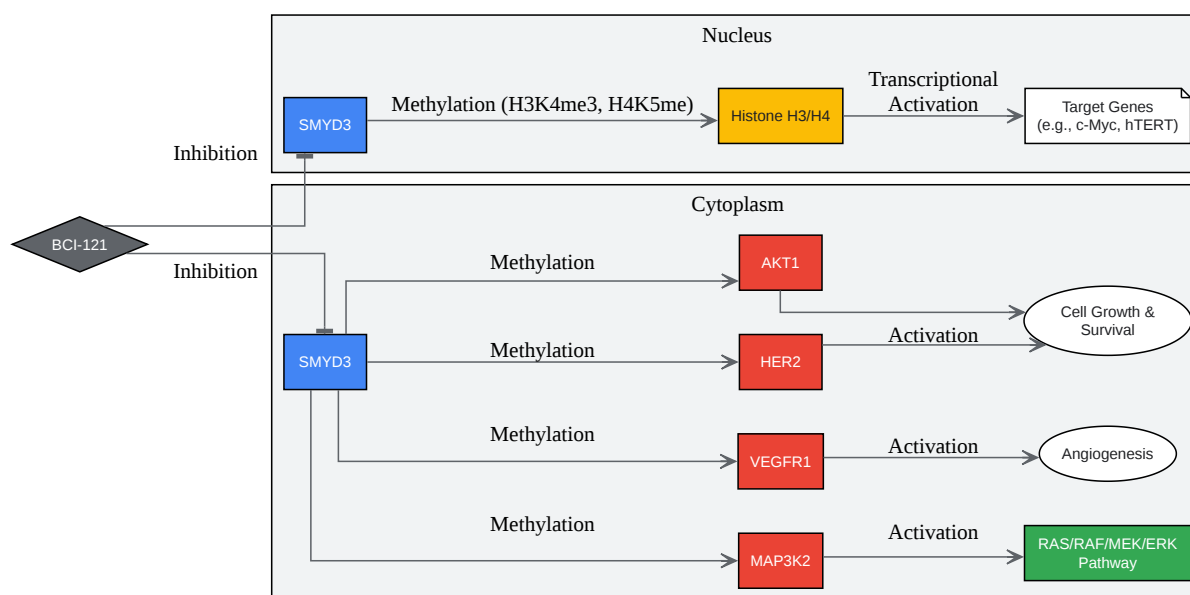 Nucleus
SMYD3
Methylation (H3K4me3, H4K5me)
Histone H3/H4
Transcriptional
Activation
Target Genes
(e.g., c-Myc, hTERT)
Inhibition
BCI-121
Inhibition
Cytoplasm
SMYD3
Methylation
AKT1
Cell Growth &
Survival
Methylation
HER2
Activation
Methylation
VEGFR1
Activation
Angiogenesis
Methylation
MAP3K2
Activation
RAS/RAF/MEK/ERK
Pathway